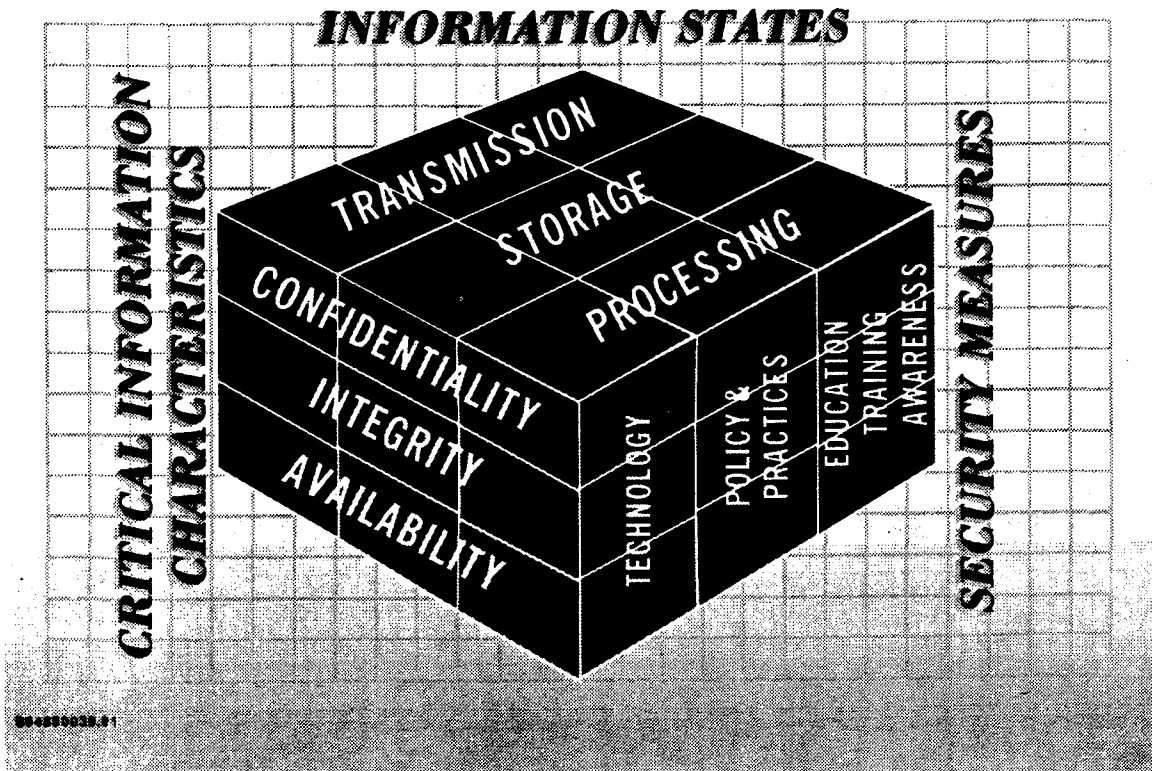 INFORMATION STATES
CRITICAL INFORMATION
CHARACTERISTICS
TRANSMISSION
STORAGE
PROCESSING
CONFIDENTIALITY
INTEGRITY
AVAILABILITY
TECHNOLOGY
POLICY &
PRACTICES
EDUCATION
TRAINING
AWARENESS
SECURITY MEASURES